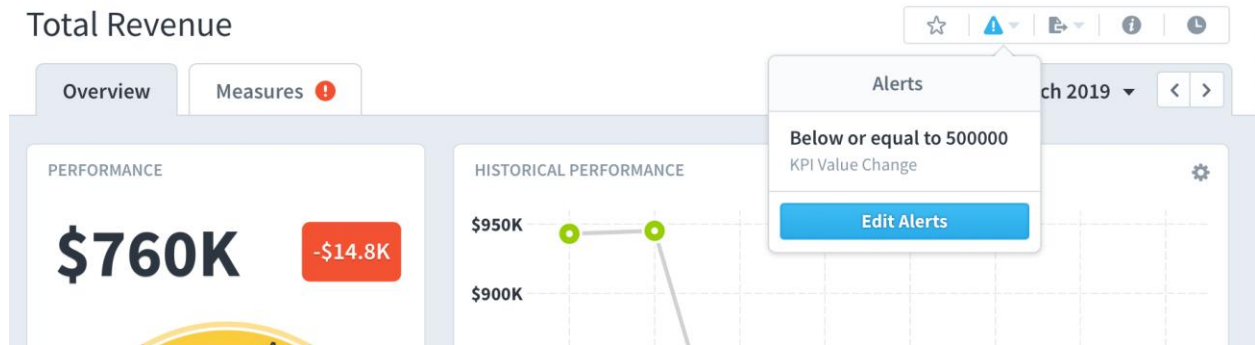 Total Revenue
Overview
Measures
Alerts
ch 2019
Below or equal to 500000
KPI Value Change
Edit Alerts
PERFORMANCE
$760K
-$14.8K
HISTORICAL PERFORMANCE
$950K
$900K